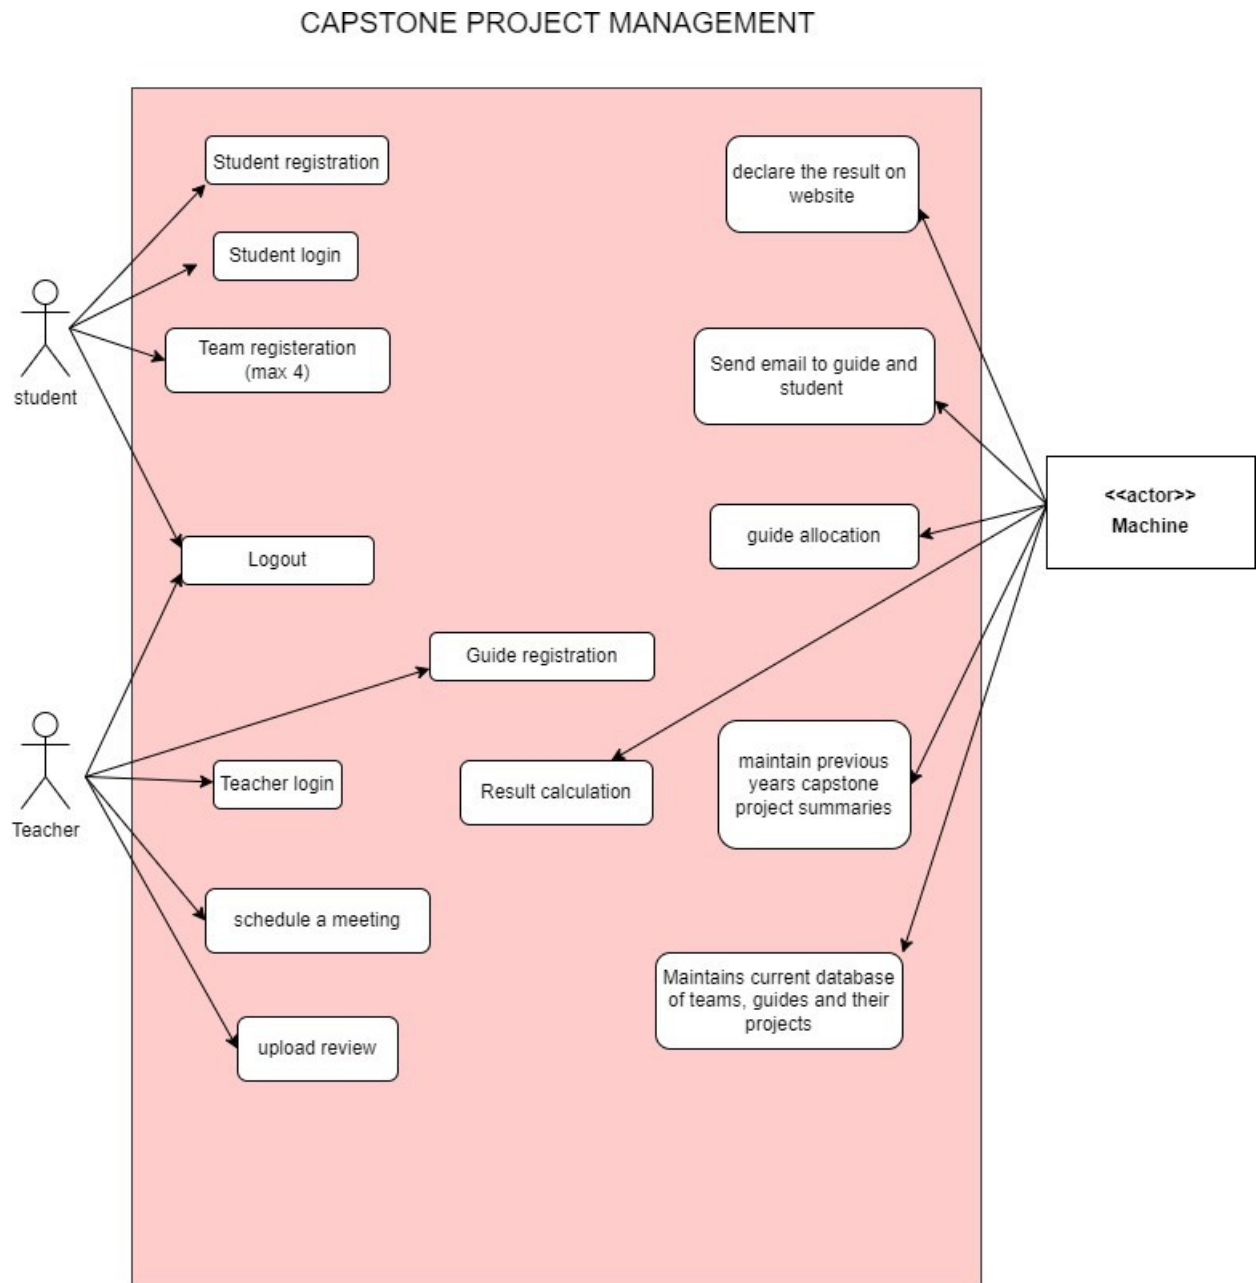 CAPSTONE PROJECT MANAGEMENT
Student registration
declare the result on
website
Student login
Team registeration
(max 4)
Send email to guide and
student
student
<<actor>>
Machine
guide allocation
Logout
Guide registration
Teacher login
Result calculation
maintain previous
years capstone
project summaries
Teacher
schedule a meeting
Maintains current database
of teams, guides and their
projects
upload review